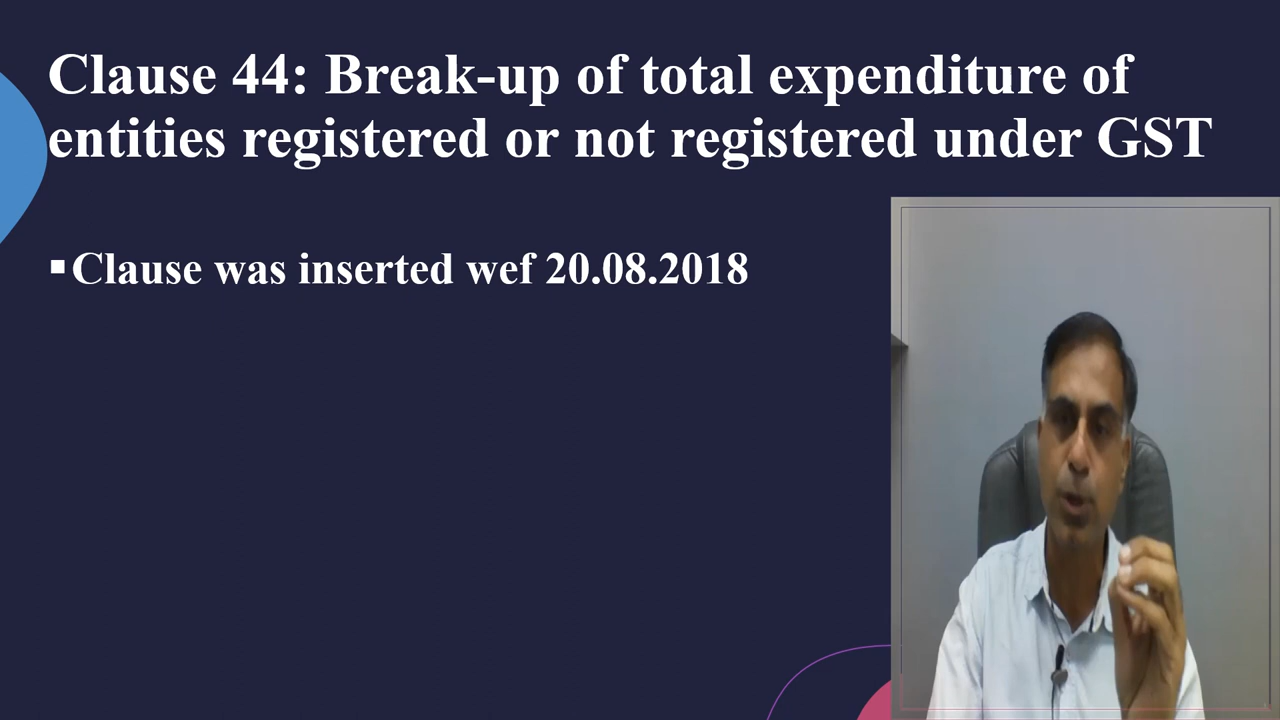 Clause 44: Break-up of total expenditure of
entities registered or not registered under GST
▪Clause was inserted wef 20.08.2018